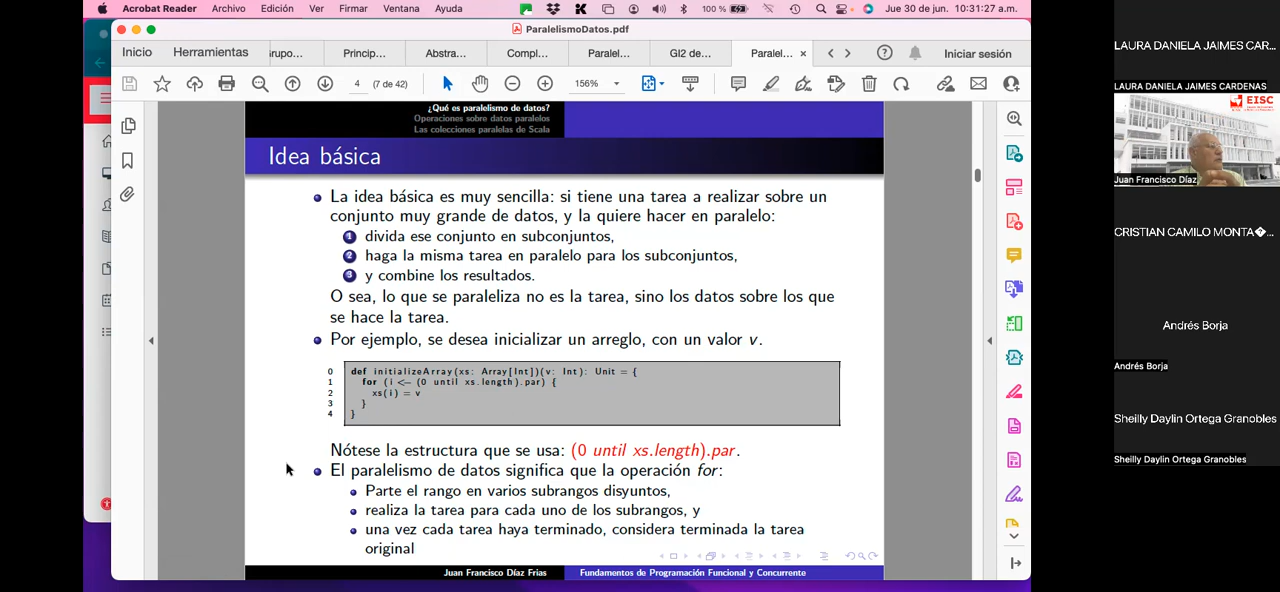 Acrobat Reader Archivo Edición Ver Firmar Ventana Ayuda 100 % Jue 30 de jun. 10:31:27 a.m.
ParalelismoDatos.pdf
Inicio Herramientas Princip... Abstra... Compl... Paralel... GI2 de... Paralel... × Iniciar sesión
4 (7 de 42) 156%
¿Qué es paralelismo de datos?
Operaciones sobre datos paralelos
Las colecciones paralelas de Scala
Idea básica
La idea básica es muy sencilla: si tiene una tarea a realizar sobre un
conjunto muy grande de datos, y la quiere hacer en paralelo:
1 divida ese conjunto en subconjuntos,
2 haga la misma tarea en paralelo para los subconjuntos,
3 y combine los resultados.
O sea, lo que se paraleliza no es la tarea, sino los datos sobre los que
se hace la tarea.
Por ejemplo, se desea inicializar un arreglo, con un valor v.
0 def initializeArray(xs: Array[Int])(v: Int): Unit = {
1 for (i <- (0 until xs.length).par) {
2 xs(i) = v
3 }
4 }
Nótese la estructura que se usa: (0 until xs.length).par.
El paralelismo de datos significa que la operación for:
Parte el rango en varios subrangos disyuntos,
realiza la tarea para cada uno de los subrangos, y
una vez cada tarea haya terminado, considera terminada la tarea
original
Juan Francisco Díaz Frias Fundamentos de Programación Funcional y Concurrente
LAURA DANIELA JAIMES CAR...
LAURA DANIELA JAIMES CARDENAS
EISC
Juan Francisco Díaz
CRISTIAN CAMILO MONTA�...
Andrés Borja
Andrés Borja
Sheilly Daylin Ortega Granobles
Sheilly Daylin Ortega Granobles